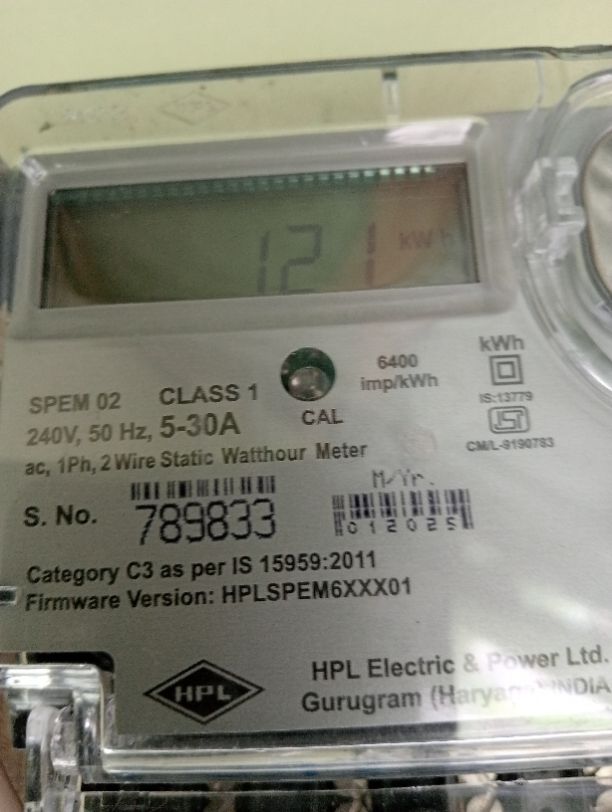 HPL
121 kWh
6400
imp/kWh
kWh
SPEM 02 CLASS 1
CAL
IS:13779
240V, 50 Hz, 5-30A
CM/L-9190783
ac, 1Ph, 2 Wire Static Watthour Meter
M/Yr.
S. No. 789833
012025
Category C3 as per IS 15959:2011
Firmware Version: HPLSPEM6XXX01
HPL
HPL Electric & Power Ltd.
Gurugram (Haryana) INDIA